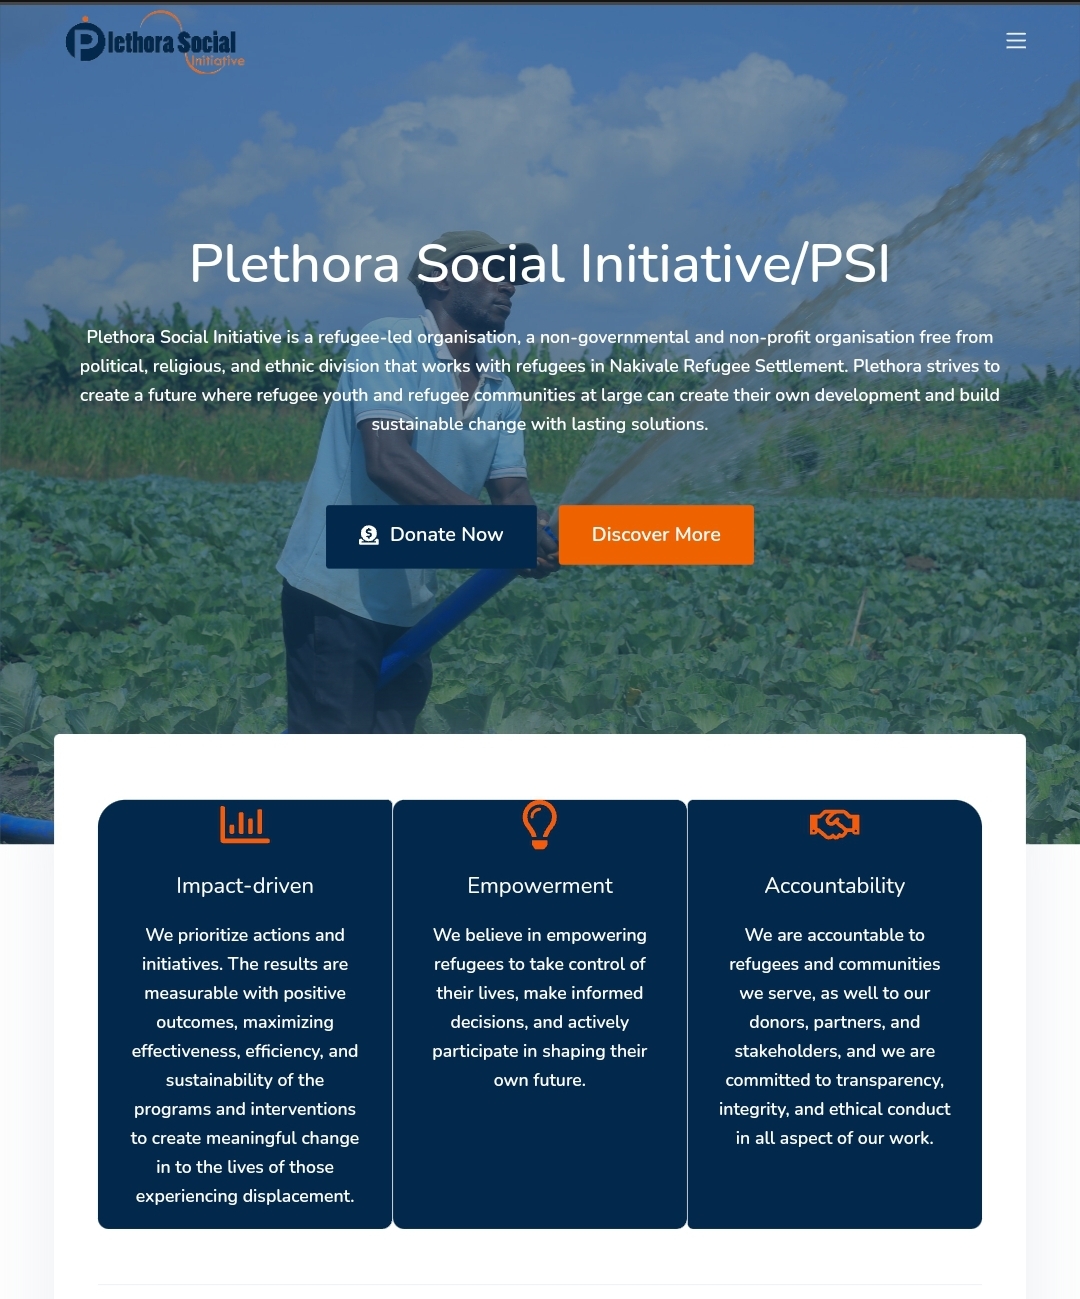 Plethora Social
Initiative
Plethora Social Initiative/PSI
Plethora Social Initiative is a refugee-led organisation, a non-governmental and non-profit organisation free from
political, religious, and ethnic division that works with refugees in Nakivale Refugee Settlement. Plethora strives to
create a future where refugee youth and refugee communities at large can create their own development and build
sustainable change with lasting solutions.
Donate Now
Discover More
Impact-driven
We prioritize actions and
initiatives. The results are
measurable with positive
outcomes, maximizing
effectiveness, efficiency, and
sustainability of the
programs and interventions
to create meaningful change
in to the lives of those
experiencing displacement.
Empowerment
We believe in empowering
refugees to take control of
their lives, make informed
decisions, and actively
participate in shaping their
own future.
Accountability
We are accountable to
refugees and communities
we serve, as well to our
donors, partners, and
stakeholders, and we are
committed to transparency,
integrity, and ethical conduct
in all aspect of our work.